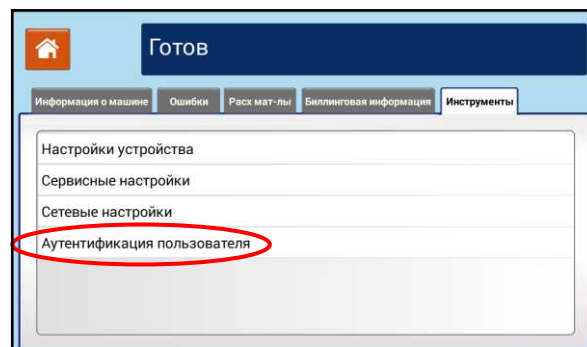 Готов
Информация о машине Ошибки Расх мат-лы Биллинговая информация Инструменты
Настройки устройства
Сервисные настройки
Сетевые настройки
Аутентификация пользователя